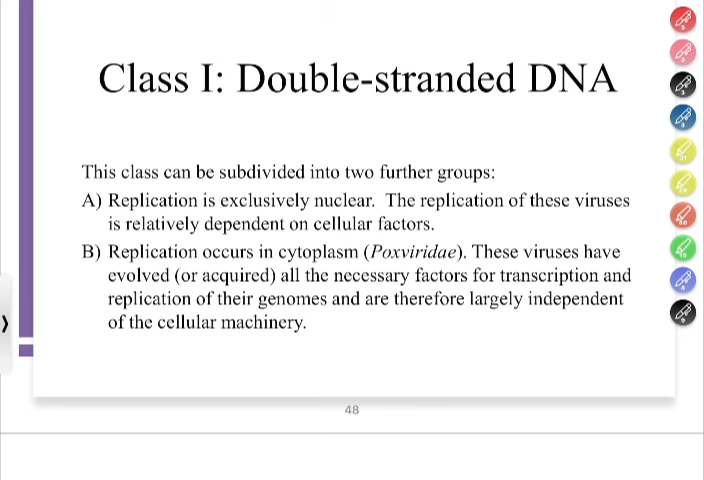 Class I: Double-stranded DNA
This class can be subdivided into two further groups:
A) Replication is exclusively nuclear.  The replication of these viruses
is relatively dependent on cellular factors.
B) Replication occurs in cytoplasm (Poxviridae). These viruses have
evolved (or acquired) all the necessary factors for transcription and
replication of their genomes and are therefore largely independent
of the cellular machinery.
48